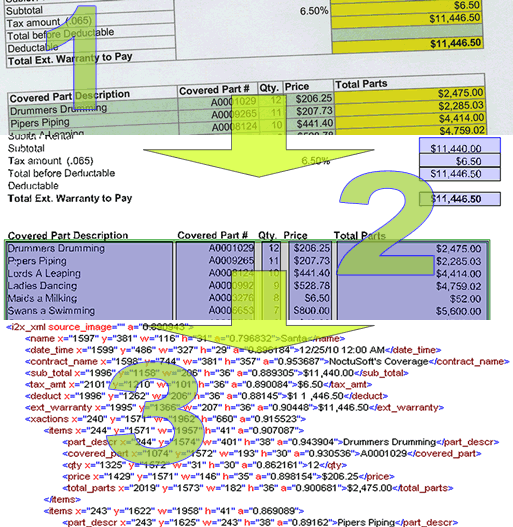 Subtotal 6.50% $6.50
Tax amount (.065) $11,446.50
Total before Deductable
Deductable $11,446.50
Total Ext. Warranty to Pay
1
Covered Part Description Covered Part # Qty. Price Total Parts
Drummers Drumming A0001029 12 $206.25 $2,475.00
Pipers Piping A0009265 11 $207.73 $2,285.03
A0008124 10 $441.40 $4,414.00
$4,759.02
Subtotal $11,440.00
Tax amount (.065) 6.50% $6.50
Total before Deductable $11,446.50
Deductable
Total Ext. Warranty to Pay $11,446.50
2
Covered Part Description Covered Part # Qty. Price Total Parts
Drummers Drumming A0001029 12 $206.25 $2,475.00
Pipers Piping A0009265 11 $207.73 $2,285.03
Lords A Leaping 10 $441.40 $4,414.00
Ladies Dancing 9 $528.78 $4,759.02
Maids a Milking 8 $6.50 $52.00
Swans a Swimming $800.00 $5,600.00
3
<i2x_xml source_image="" a="0.890943">
<name x="1597" y="381" w="116" h="31" a="0.796832">Santa</name>
<date_time x="1599" y="486" w="327" h="29" a="0.896184">12/25/10 12:00 AM</date_time>
<contract_name x="1598" y="744" w="381" h="357" a="0.953687">NoctuSoft's Coverage</contract_name>
<sub_total x="1996" y="1158" w="206" h="36" a="0.889305">$11,440.00</sub_total>
<tax_amt x="2101" y="1210" w="101" h="36" a="0.890084">$6.50</tax_amt>
<deduct x="1996" y="1262" w="206" h="36" a="0.88145">$1 1 ,446.50</deduct>
<ext_warranty x="1995" y="1366" w="207" h="36" a="0.90448">$11,446.50</ext_warranty>
<xactions x="240" y="1571" w="1962" h="660" a="0.915523">
<items x="244" y="1571" w="1957" h="41" a="0.907087">
<part_descr x="244" y="1574" w="401" h="38" a="0.943904">Drummers Drumming</part_descr>
<covered_part x="1074" y="1572" w="193" h="30" a="0.930536">A0001029</covered_part>
<qty x="1325" y="1572" w="31" h="30" a="0.862161">12</qty>
<price x="1429" y="1571" w="146" h="35" a="0.898154">$206.25</price>
<total_parts x="2019" y="1573" w="182" h="36" a="0.900681">$2,475.00</total_parts>
</items>
<items x="243" y="1622" w="1958" h="41" a="0.869089">
<part_descr x="243" y="1625" w="243" h="38" a="0.89162">Pipers Piping</part_descr>